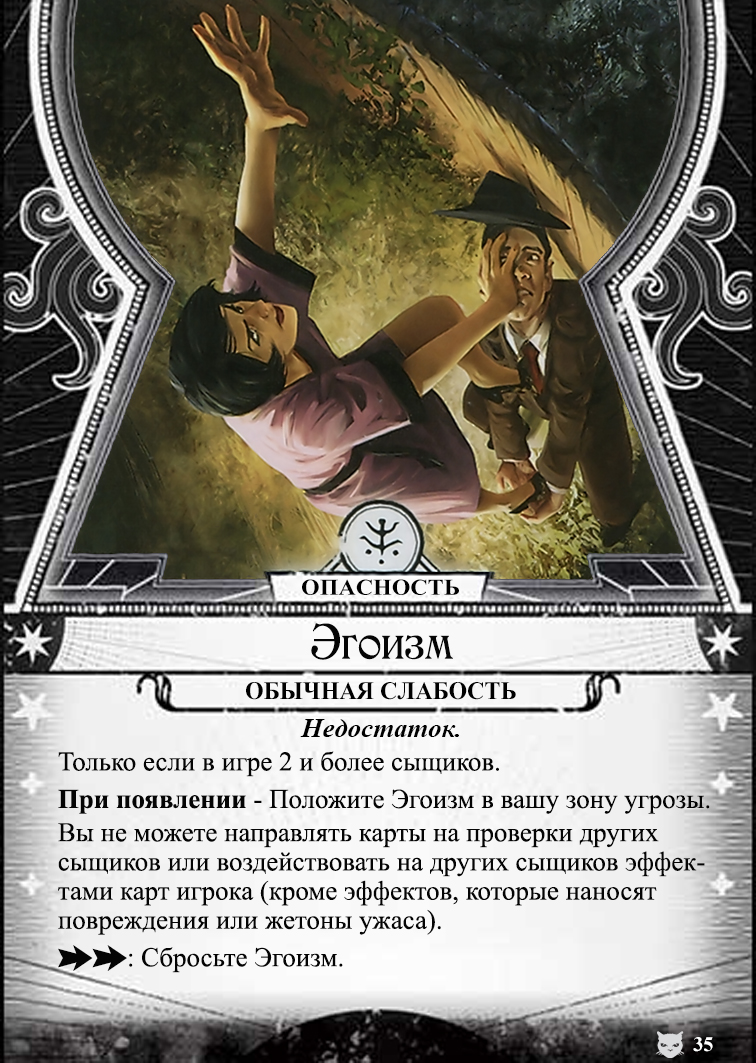 ОПАСНОСТЬ
Эгоизм
ОБЫЧНАЯ СЛАБОСТЬ
Недостаток.
Только если в игре 2 и более сыщиков.
При появлении - Положите Эгоизм в вашу зону угрозы.
Вы не можете направлять карты на проверки других
сыщиков или воздействовать на других сыщиков эффек-
тами карт игрока (кроме эффектов, которые наносят
повреждения или жетоны ужаса).
: Сбросьте Эгоизм.
35